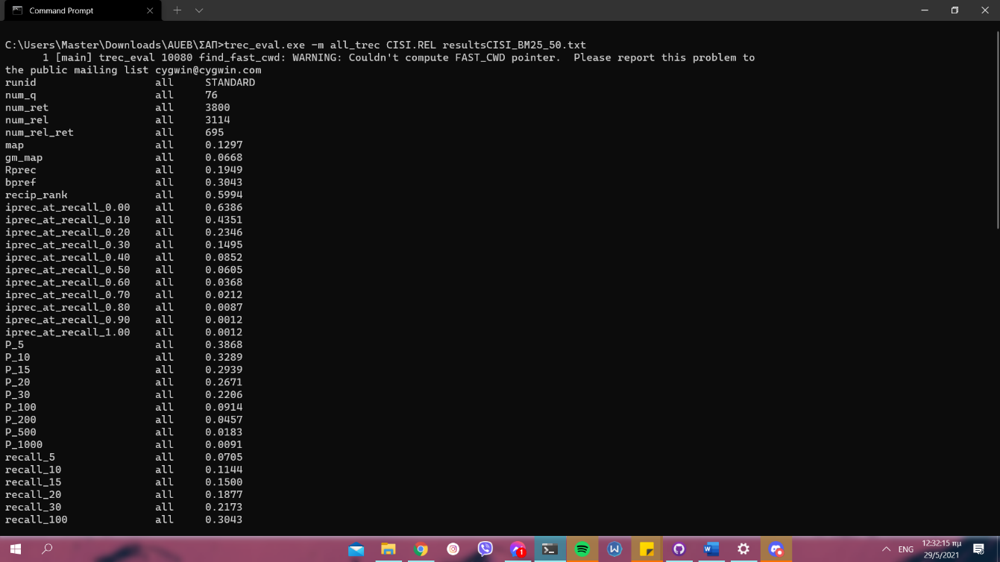 Command Prompt
C:\Users\Master\Downloads\AUEB\ΣΑΠ>trec_eval.exe -m all_trec CISI.REL resultsCISI_BM25_50.txt
1 [main] trec_eval 10080 find_fast_cwd: WARNING: Couldn't compute FAST_CWD pointer.  Please report this problem to
the public mailing list cygwin@cygwin.com
runid all STANDARD
num_q all 76
num_ret all 3800
num_rel all 3114
num_rel_ret all 695
map all 0.1297
gm_map all 0.0668
Rprec all 0.1949
bpref all 0.3043
recip_rank all 0.5994
iprec_at_recall_0.00 all 0.6386
iprec_at_recall_0.10 all 0.4351
iprec_at_recall_0.20 all 0.2346
iprec_at_recall_0.30 all 0.1495
iprec_at_recall_0.40 all 0.0852
iprec_at_recall_0.50 all 0.0605
iprec_at_recall_0.60 all 0.0368
iprec_at_recall_0.70 all 0.0212
iprec_at_recall_0.80 all 0.0087
iprec_at_recall_0.90 all 0.0012
iprec_at_recall_1.00 all 0.0012
P_5 all 0.3868
P_10 all 0.3289
P_15 all 0.2939
P_20 all 0.2671
P_30 all 0.2206
P_100 all 0.0914
P_200 all 0.0457
P_500 all 0.0183
P_1000 all 0.0091
recall_5 all 0.0705
recall_10 all 0.1144
recall_15 all 0.1500
recall_20 all 0.1877
recall_30 all 0.2173
recall_100 all 0.3043
1
W
ENG
12:32:15 πμ
29/5/2021